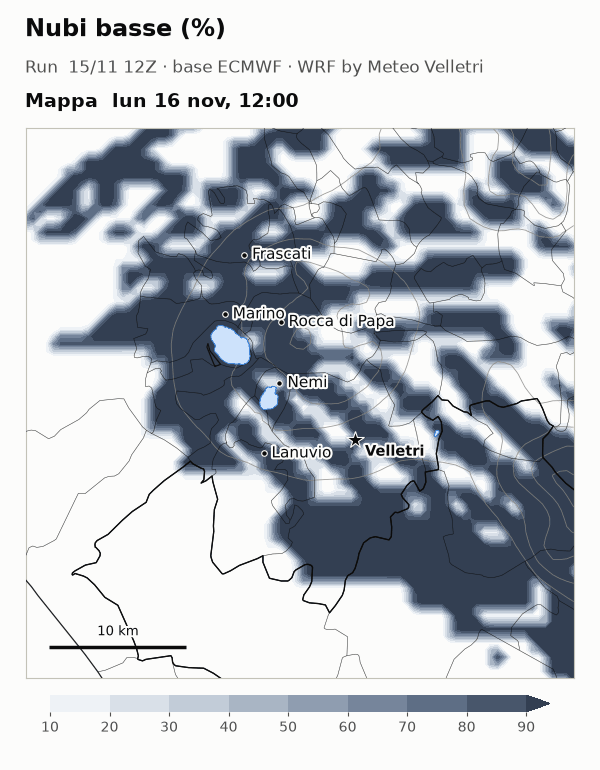 Nubi basse (%)
Run  15/11 12Z · base ECMWF · WRF by Meteo Velletri
Mappa  lun 16 nov, 12:00
Frascati
Marino
Rocca di Papa
Nemi
Velletri
Lanuvio
10 km
10 20 30 40 50 60 70 80 90